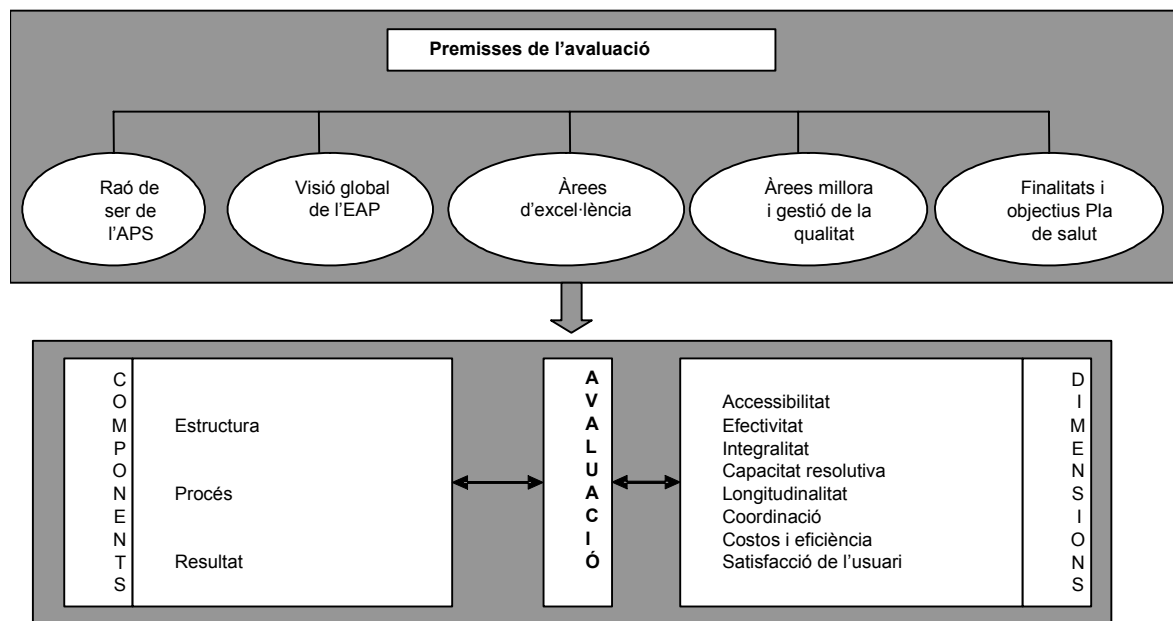 Premisses de l’avaluació
Raó de
ser de
l’APS
Visió global
de l’EAP
Àrees
d’excel·lència
Àrees millora
i gestió de la
qualitat
Finalitats i
objectius Pla
de salut
COMPONENTS
Estructura
Procés
Resultat
AVALUACIÓ
Accessibilitat
Efectivitat
Integralitat
Capacitat resolutiva
Longitudinalitat
Coordinació
Costos i eficiència
Satisfacció de l’usuari
DIMENSIONS